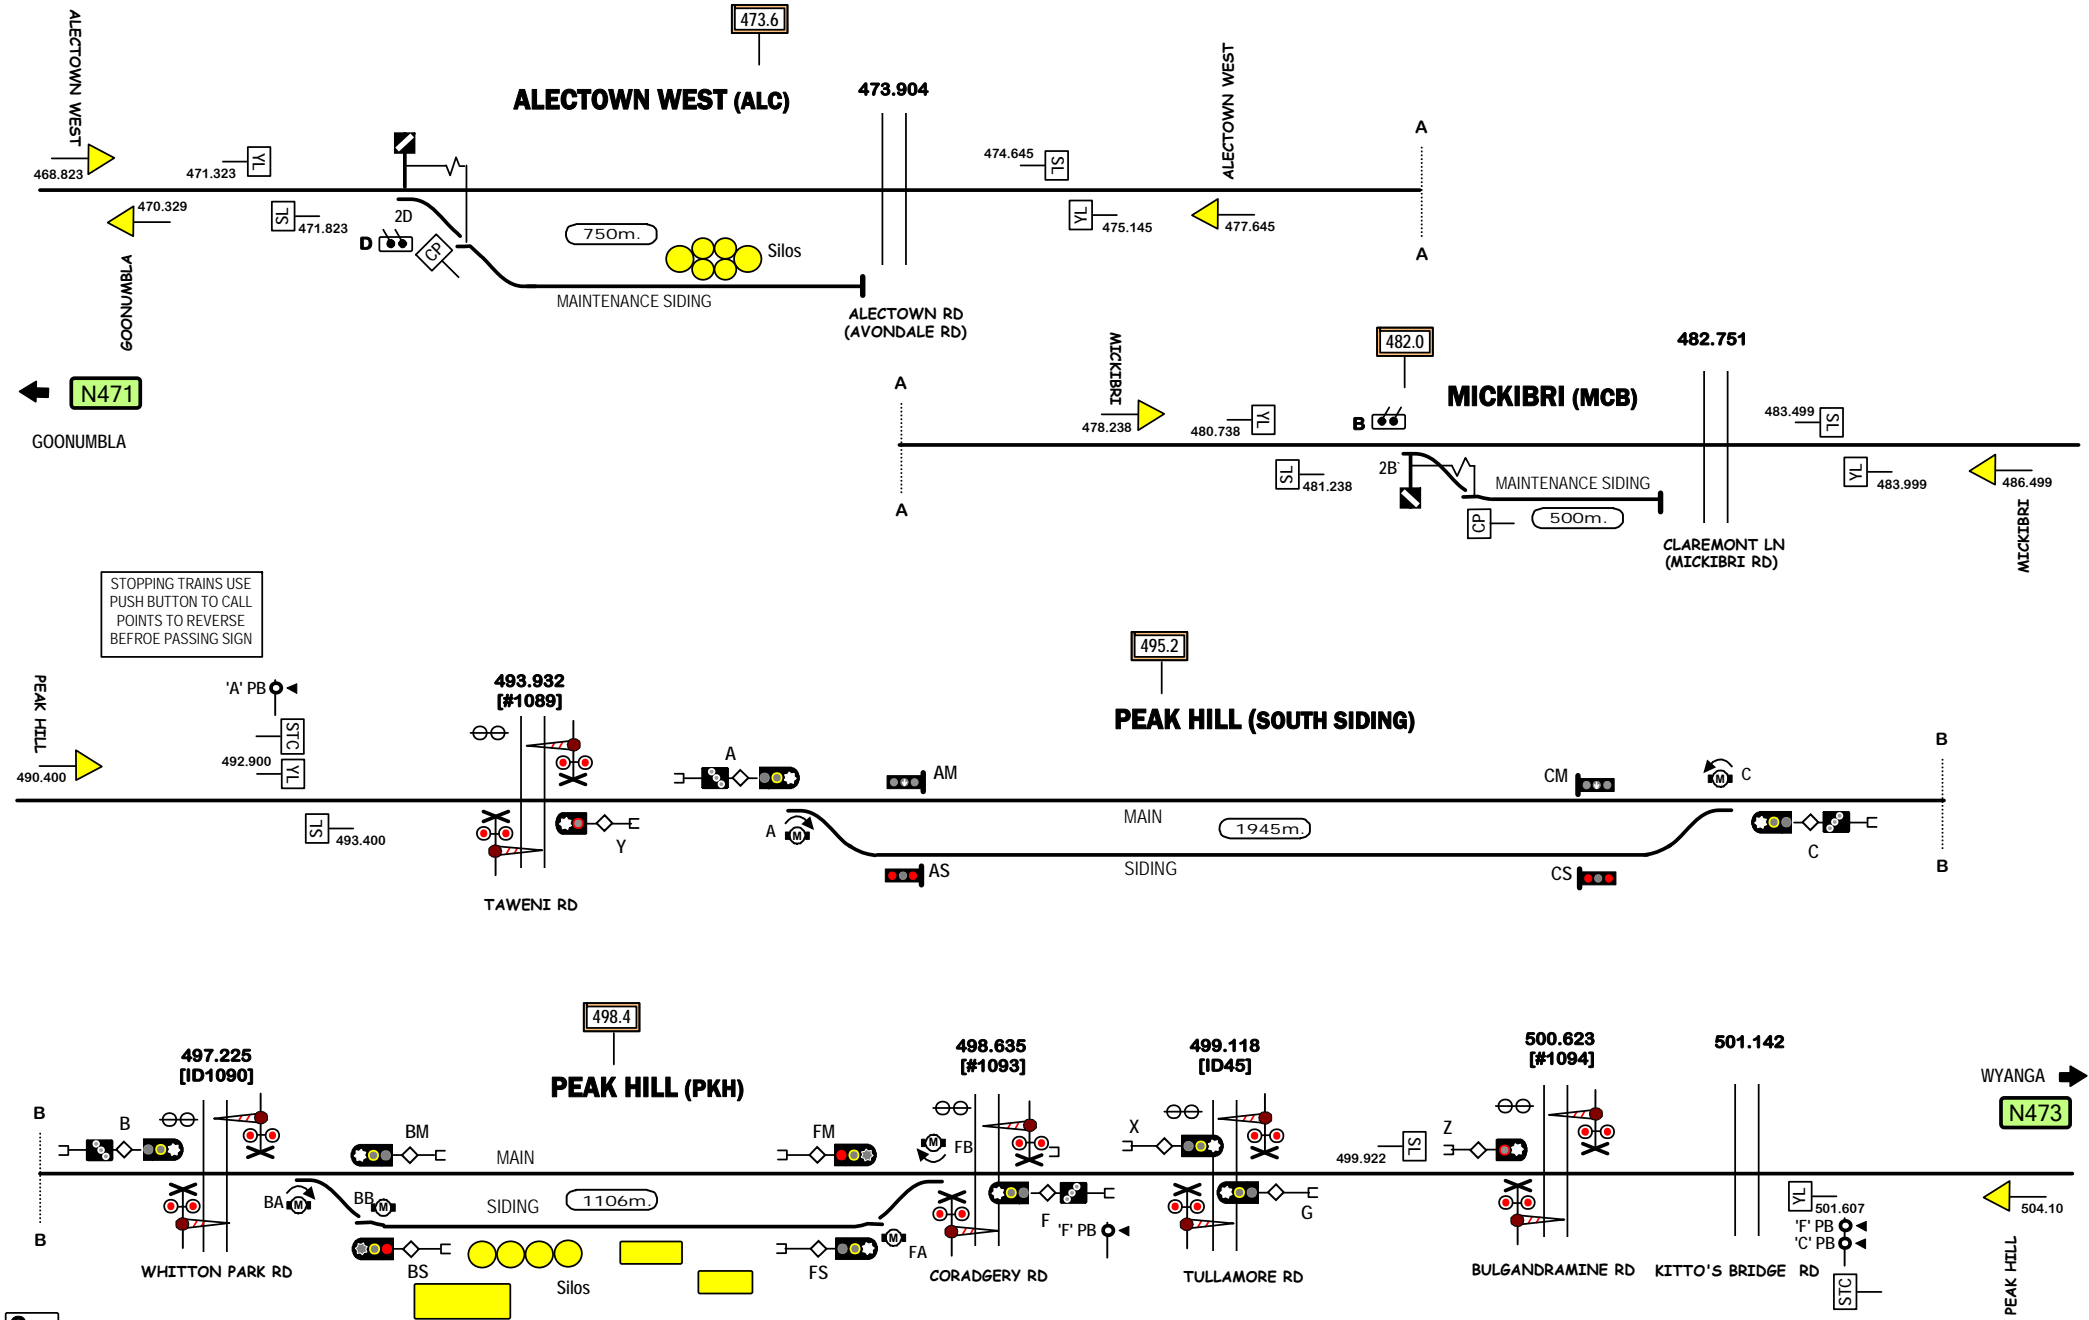 473.6
ALECTOWN WEST
ALECTOWN WEST (ALC)
473.904
ALECTOWN WEST
A
468.823
471.323
YL
474.645
SL
470.329
SL
471.823
2D
D
CP
750m.
Silos
YL
475.145
477.645
A
GOONUMBLA
MAINTENANCE SIDING
ALECTOWN RD
(AVONDALE RD)
N471
GOONUMBLA
MICKIBRI
482.0
482.751
A
MICKIBRI (MCB)
478.238
480.738
YL
B
483.499
SL
SL
481.238
2B`
MAINTENANCE SIDING
CP
500m.
YL
483.999
486.499
A
CLAREMONT LN
(MICKIBRI RD)
MICKIBRI
STOPPING TRAINS USE
PUSH BUTTON TO CALL
POINTS TO REVERSE
BEFROE PASSING SIGN
495.2
PEAK HILL
'A' PB
493.932
[#1089]
PEAK HILL (SOUTH SIDING)
STC
490.400
492.900
YL
A
AM
CM
M
C
B
SL
493.400
Y
A
M
MAIN
1945m.
C
AS
SIDING
CS
B
TAWENI RD
498.4
497.225
[ID1090]
PEAK HILL (PKH)
498.635
[#1093]
499.118
[ID45]
500.623
[#1094]
501.142
WYANGA
N473
B
B
BM
MAIN
FM
M
FB
X
499.922
SL
Z
BA
M
BB
M
SIDING
1106m.
F
'F' PB
G
YL
501.607
504.10
'F' PB
'C' PB
B
BS
Silos
FS
M
FA
WHITTON PARK RD
CORADGERY RD
TULLAMORE RD
BULGANDRAMINE RD
KITTO'S BRIDGE RD
STC
PEAK HILL